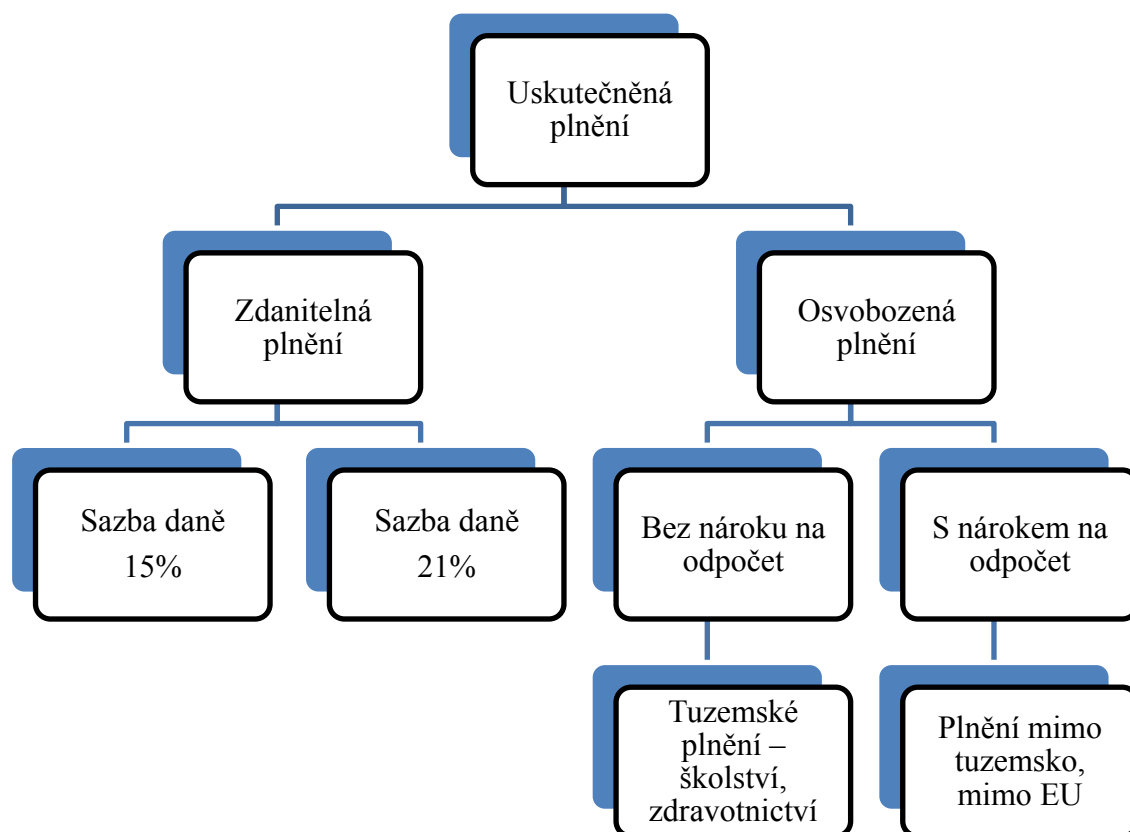 Uskutečněná
plnění
Zdanitelná
plnění
Osvobozená
plnění
Sazba daně
15%
Sazba daně
21%
Bez nároku na
odpočet
S nárokem na
odpočet
Tuzemské
plnění –
školství,
zdravotnictví
Plnění mimo
tuzemsko,
mimo EU